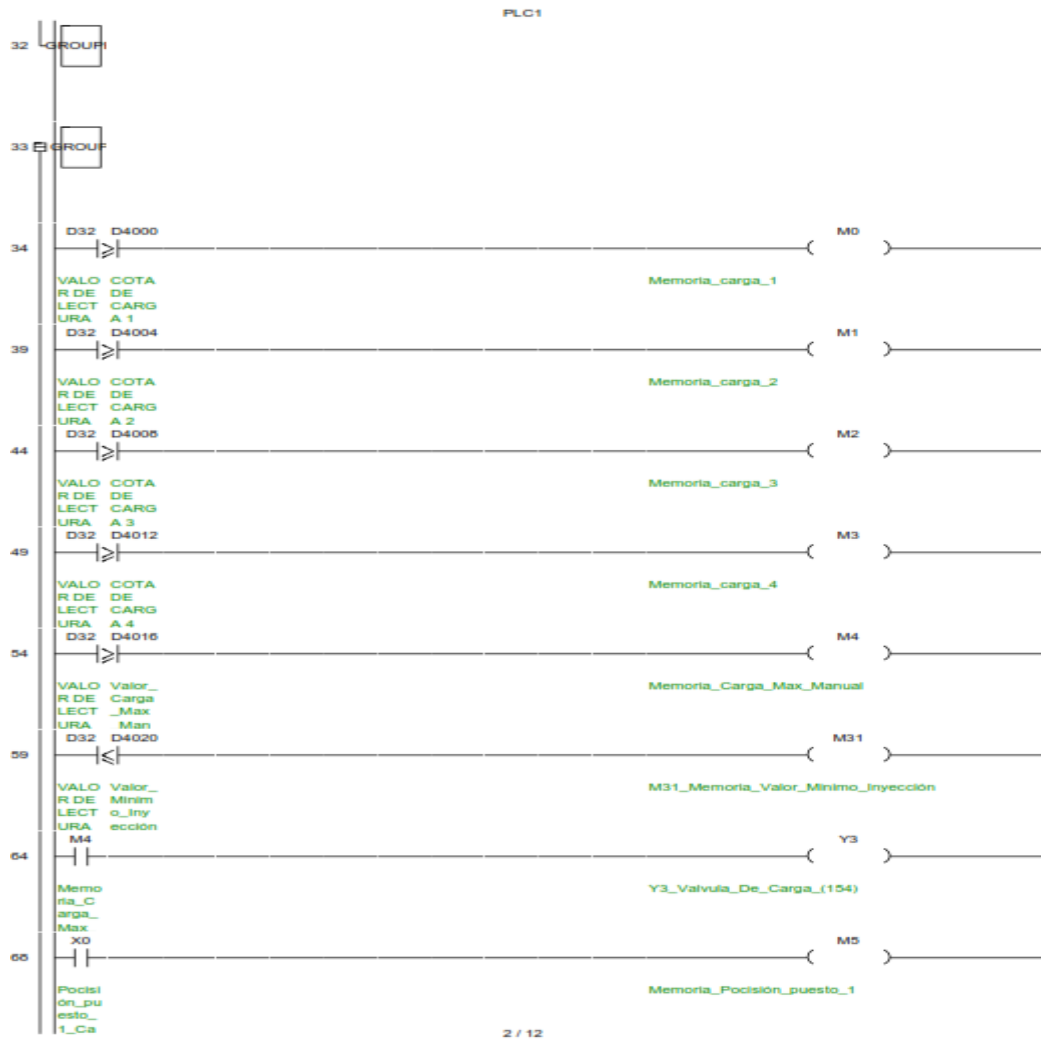 PLC1
32 GROUPI
33 GROUF
D32 D4000 M0
34
VALO COTA Memoria_carga_1
R DE DE
LECT CARG
URA A 1
D32 D4004 M1
39
VALO COTA Memoria_carga_2
R DE DE
LECT CARG
URA A 2
D32 D4008 M2
44
VALO COTA Memoria_carga_3
R DE DE
LECT CARG
URA A 3
D32 D4012 M3
49
VALO COTA Memoria_carga_4
R DE DE
LECT CARG
URA A 4
D32 D4016 M4
54
VALO Valor_ Memoria_Carga_Max_Manual
R DE Carga
LECT _Max
URA _Man
D32 D4020 M31
59
VALO Valor_ M31_Memoria_Valor_Minimo_Inyección
R DE Minim
LECT o_Iny
URA ección
M4 Y3
64
Memo Y3_Valvula_De_Carga_(154)
ria_C
arga_
Max
X0 M5
68
Pocisi Memoria_Pocisión_puesto_1
ón_pu
esto_
1_Ca
2 / 12